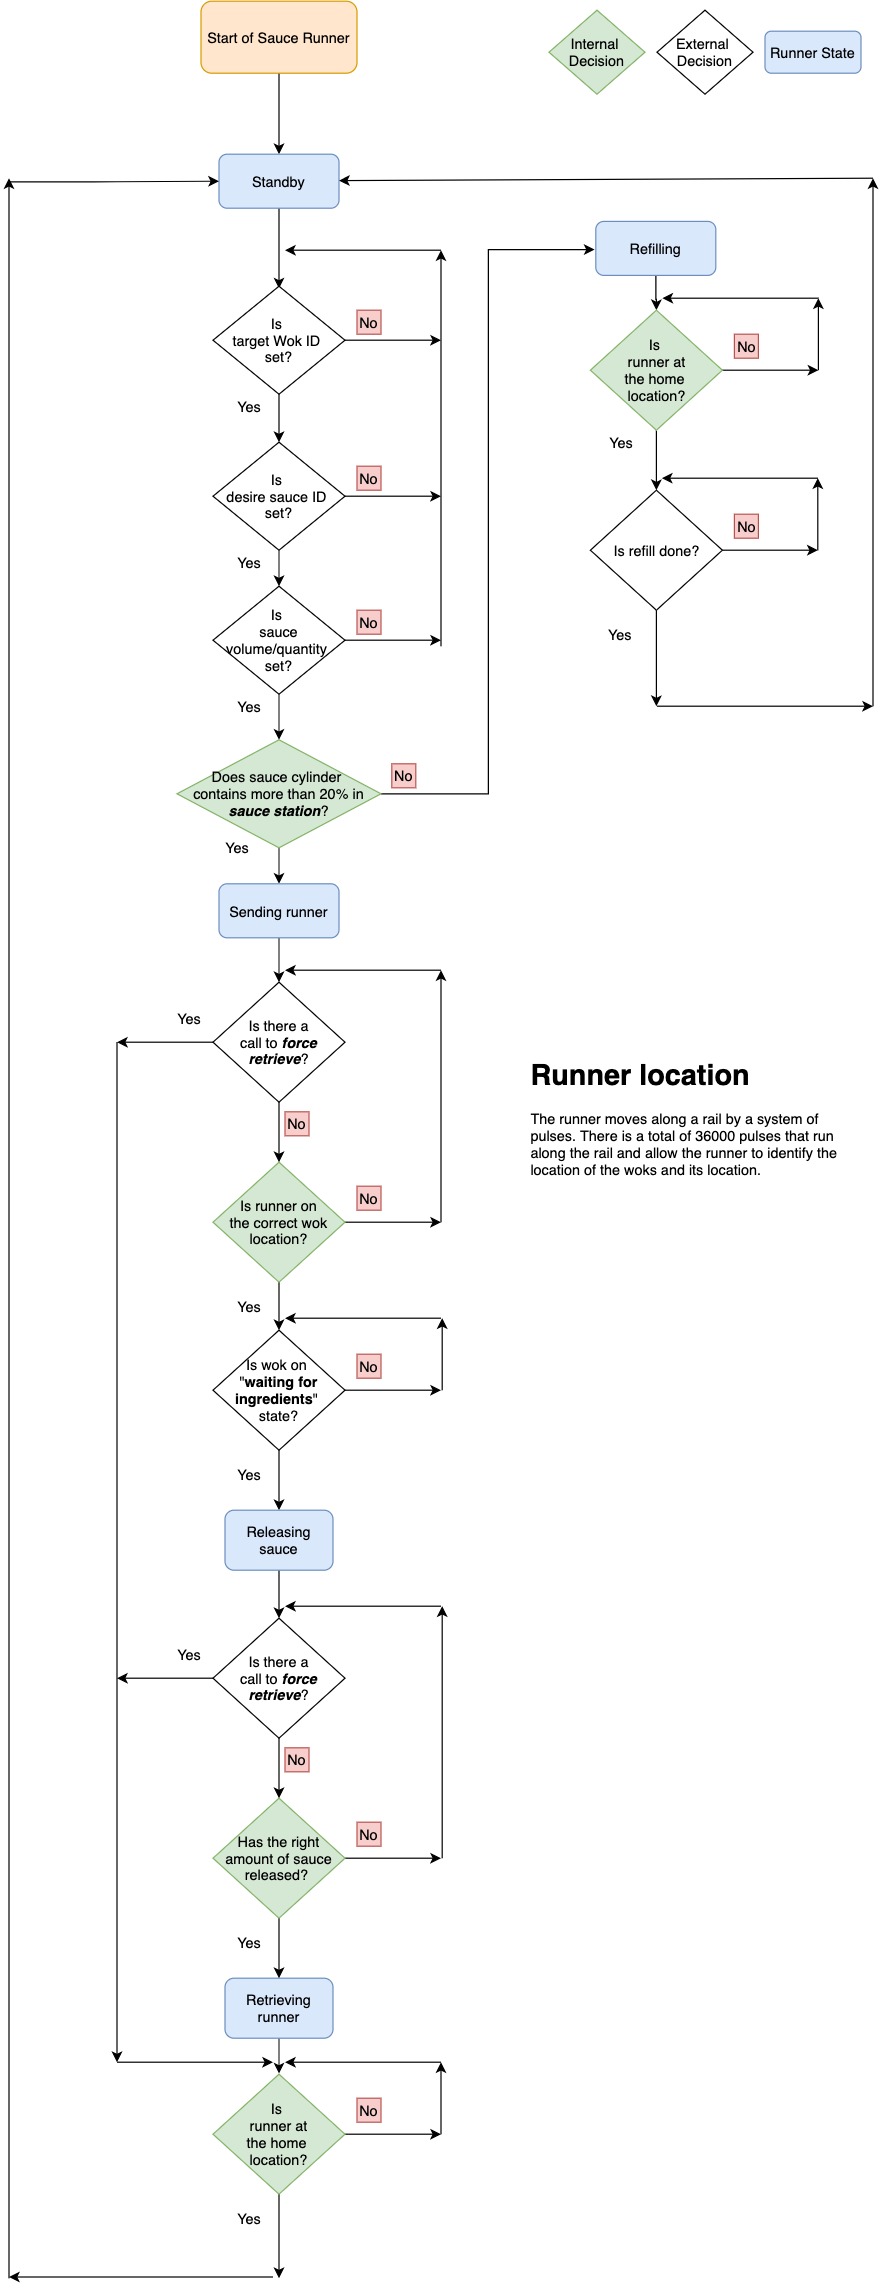 Start of Sauce Runner
Internal
Decision
External
Decision
Runner State
Standby
Refilling
Is
target Wok ID
set?
No
Yes
Is
runner at
the home
location?
No
Yes
Is
desire sauce ID
set?
No
Yes
Is refill done?
No
Yes
Is
sauce
volume/quantity
set?
No
Yes
Does sauce cylinder
contains more than 20% in
sauce station?
No
Yes
Sending runner
Is there a
call to force
retrieve?
Yes
No
Runner location
The runner moves along a rail by a system of
pulses. There is a total of 36000 pulses that run
along the rail and allow the runner to identify the
location of the woks and its location.
Is runner on
the correct wok
location?
No
Yes
Is wok on
"waiting for
ingredients"
state?
No
Yes
Releasing
sauce
Is there a
call to force
retrieve?
Yes
No
Has the right
amount of sauce
released?
No
Yes
Retrieving
runner
Is
runner at
the home
location?
No
Yes